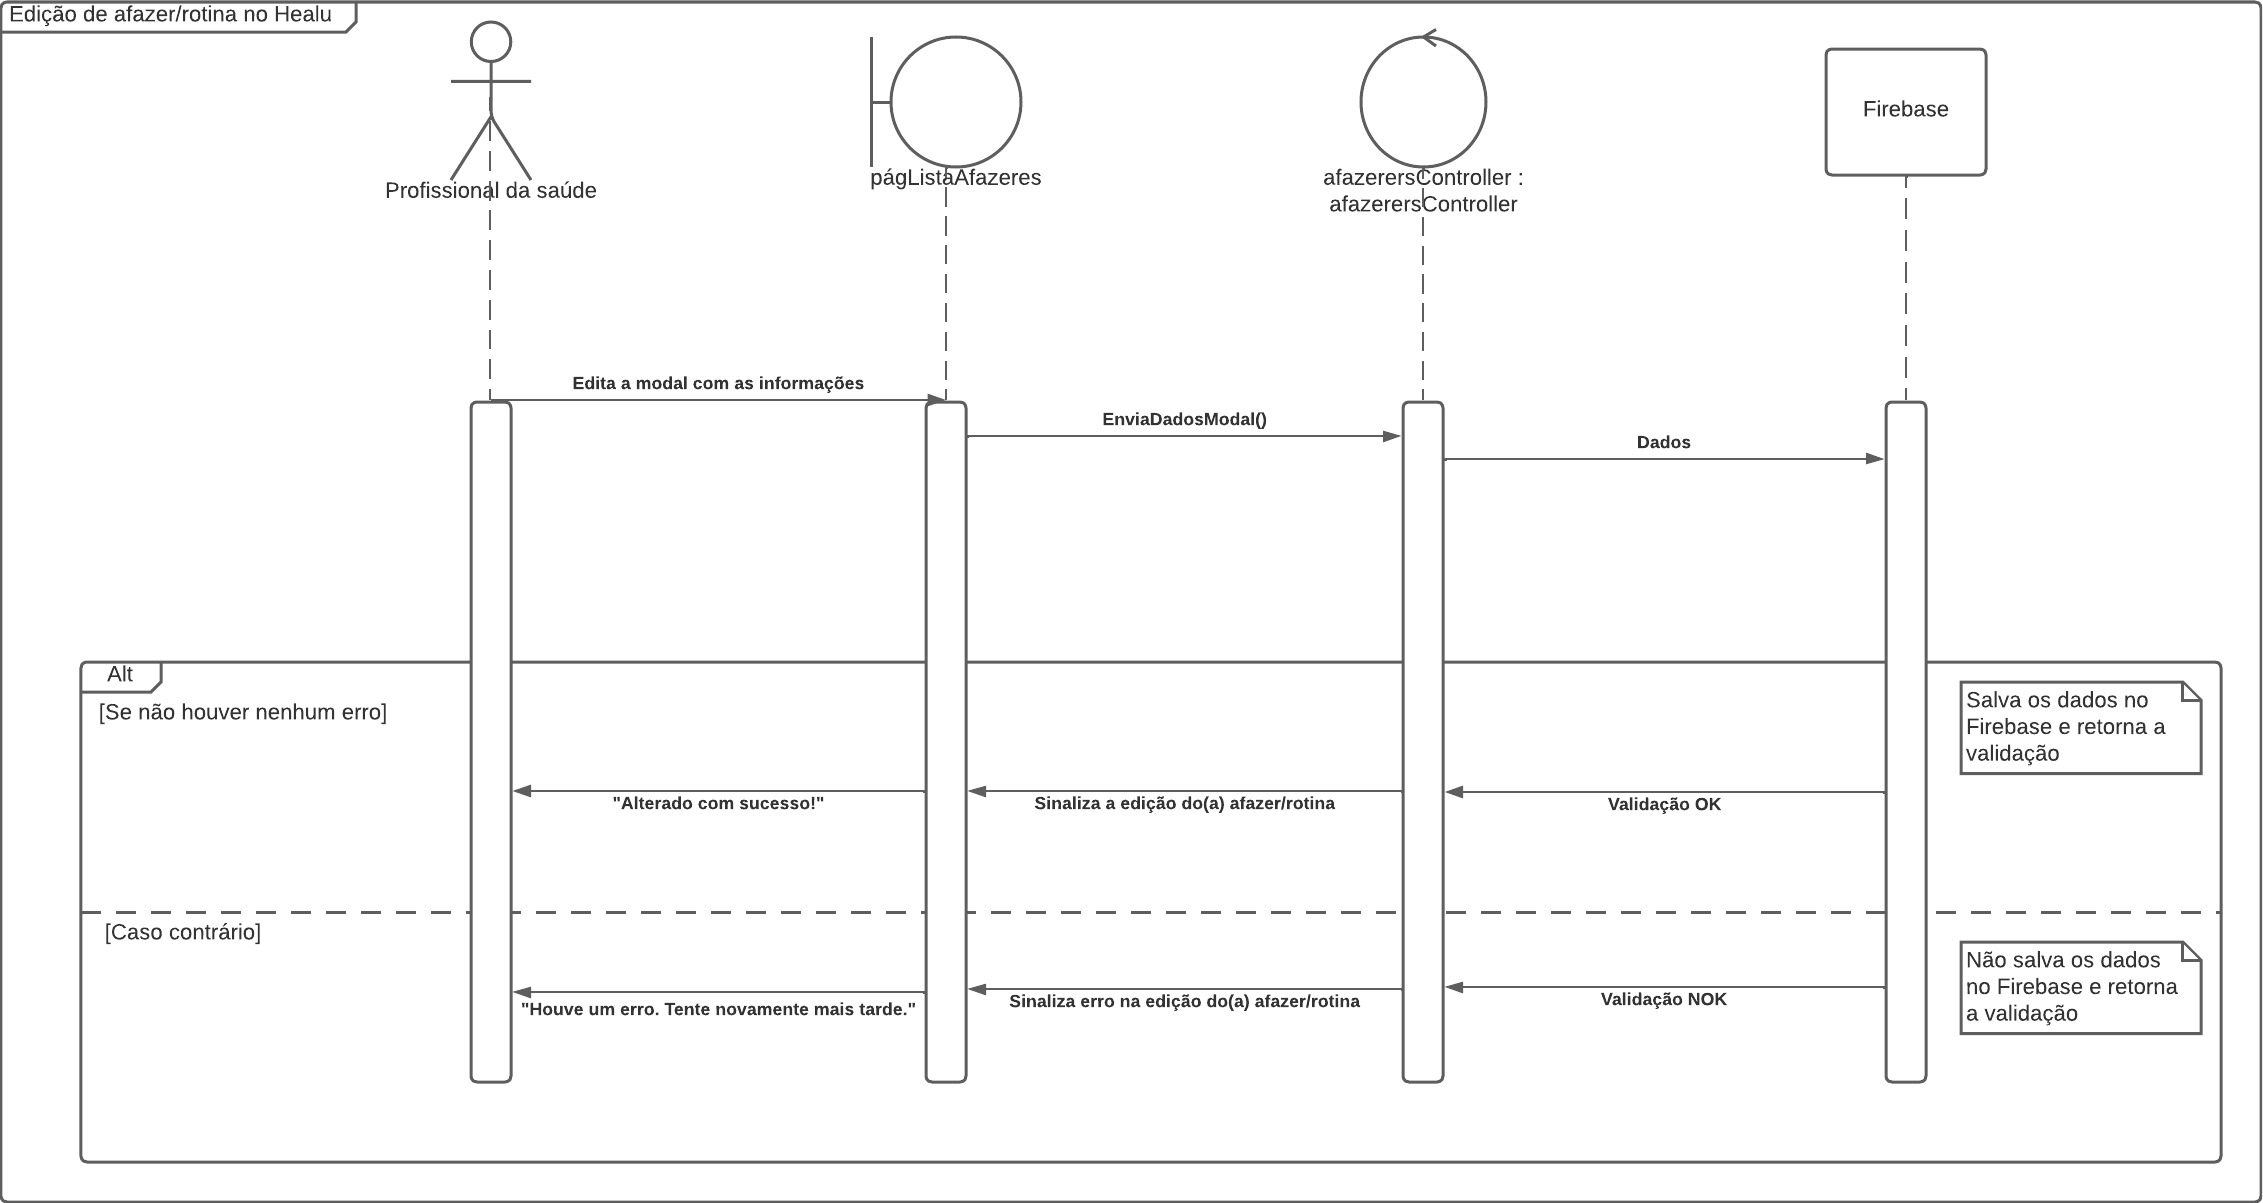 Edição de afazer/rotina no Healu
Profissional da saúde
págListaAfazeres
afazerersController :
afazerersController
Firebase
Edita a modal com as informações
EnviaDadosModal()
Dados
Alt
[Se não houver nenhum erro]
Salva os dados no
Firebase e retorna a
validação
"Alterado com sucesso!"
Sinaliza a edição do(a) afazer/rotina
Validação OK
[Caso contrário]
Não salva os dados
no Firebase e retorna
a validação
"Houve um erro. Tente novamente mais tarde."
Sinaliza erro na edição do(a) afazer/rotina
Validação NOK